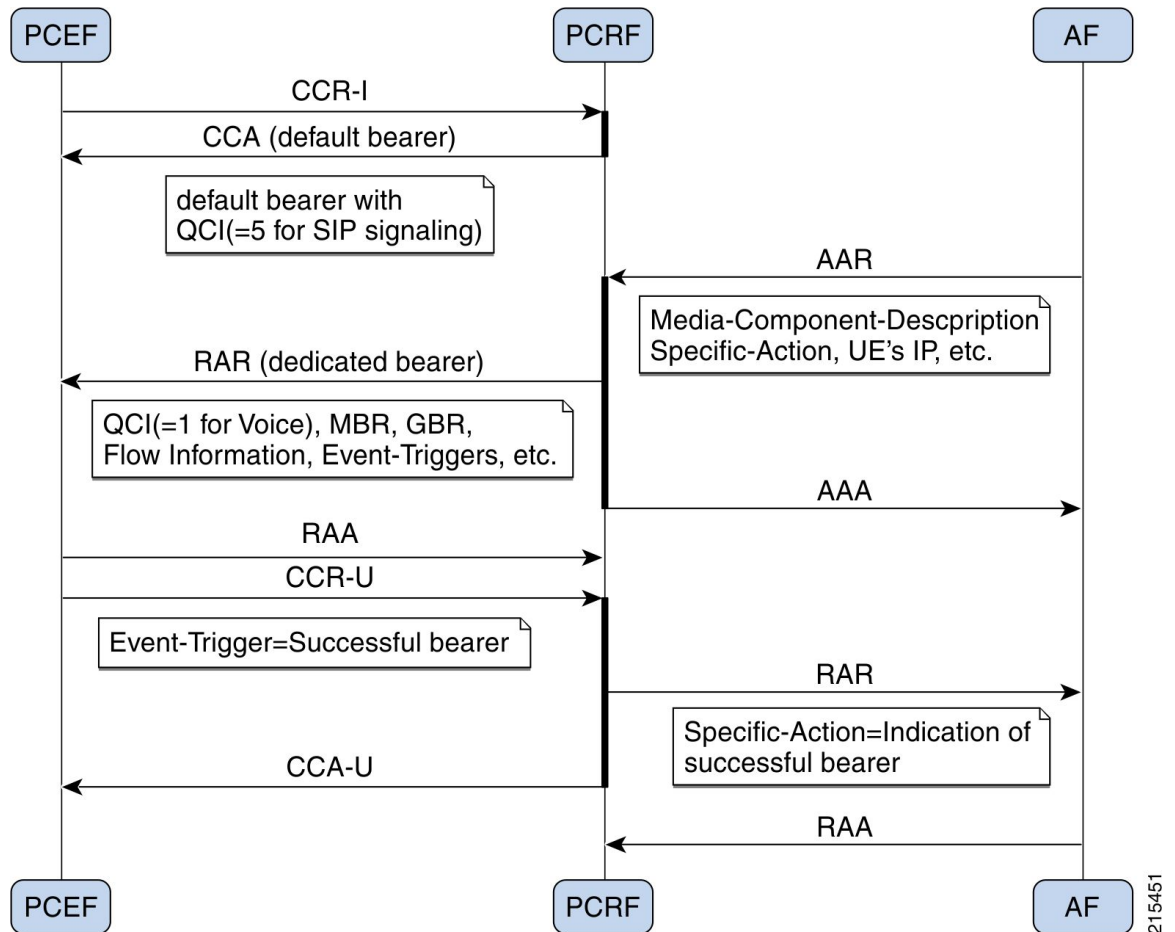 PCEF
PCRF
AF
CCR-I
CCA (default bearer)
default bearer with
QCI(=5 for SIP signaling)
AAR
Media-Component-Descpription
Specific-Action, UE's IP, etc.
RAR (dedicated bearer)
QCI(=1 for Voice), MBR, GBR,
Flow Information, Event-Triggers, etc.
AAA
RAA
CCR-U
Event-Trigger=Successful bearer
RAR
Specific-Action=Indication of
successful bearer
CCA-U
RAA
PCEF
PCRF
AF
215451